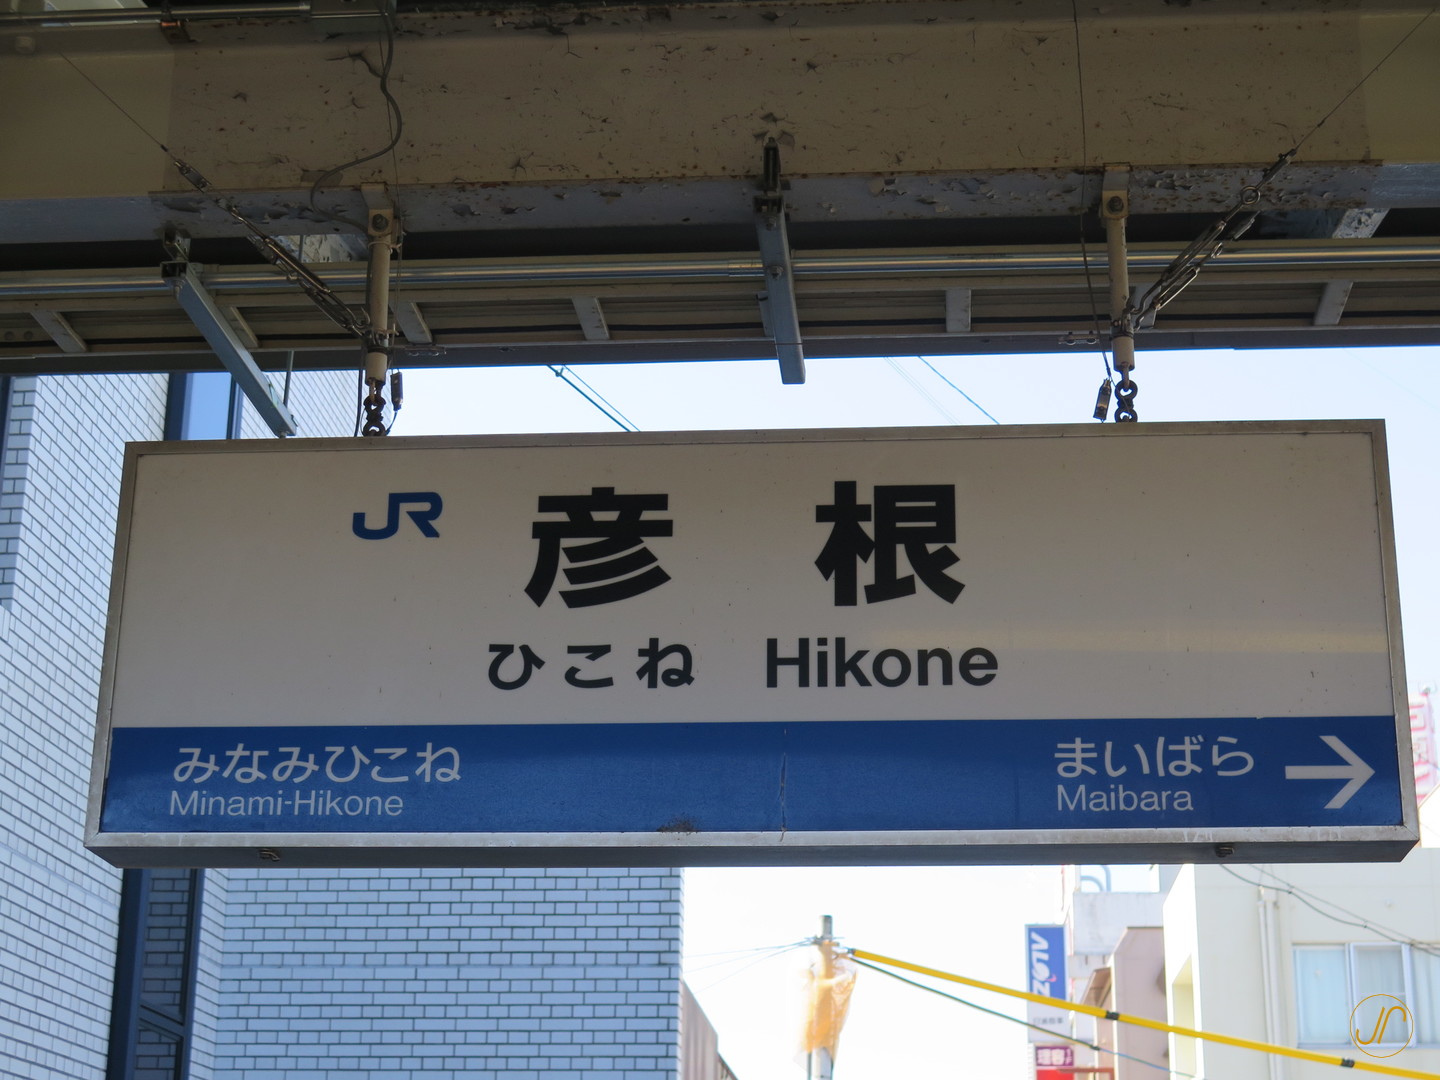 JR 彦根
ひこね Hikone
みなみひこね まいばら →
Minami-Hikone Maibara